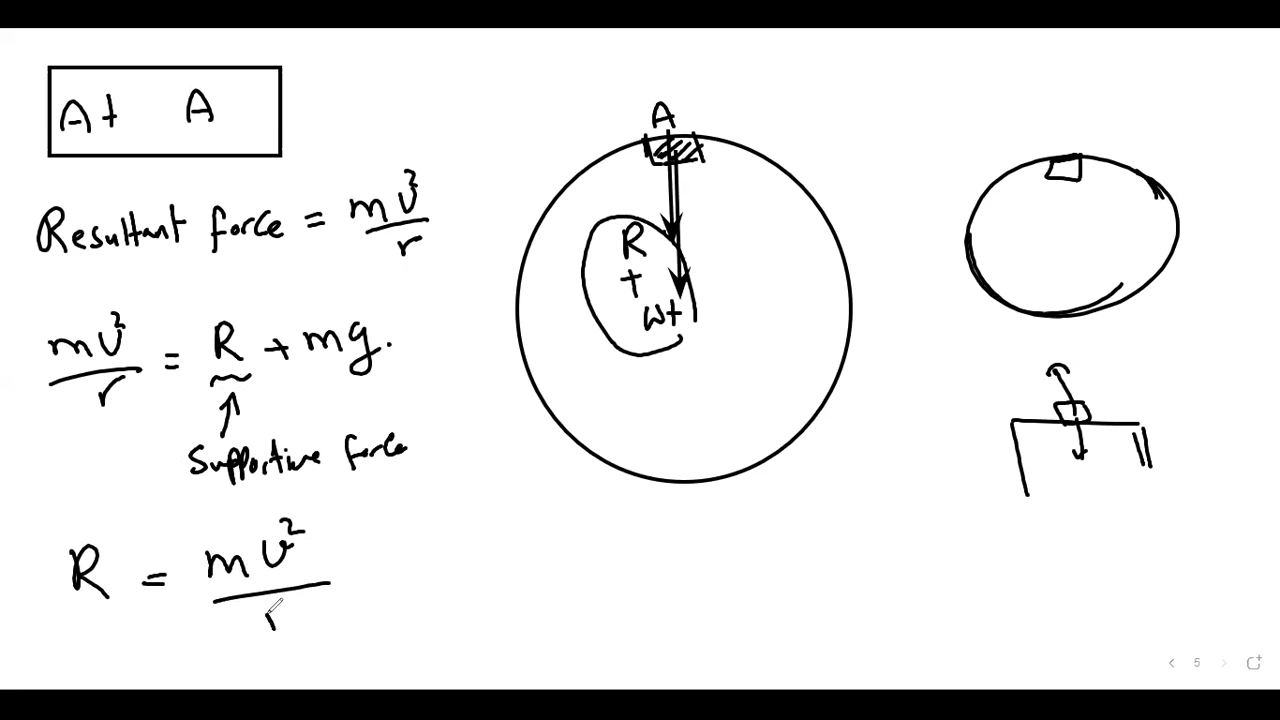 At A
Resultant force = mv²/r
mv²/r = R + mg.
Supportive force
R = mv²/r
A
R
+
wt
5